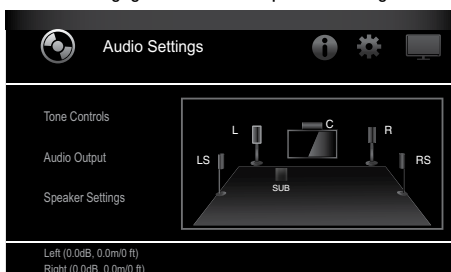 Audio Settings
Tone Controls
Audio Output
Speaker Settings
L
C
R
LS
RS
SUB
Left (0.0dB, 0.0m/0 ft)
Right (0.0dB, 0.0m/0 ft)